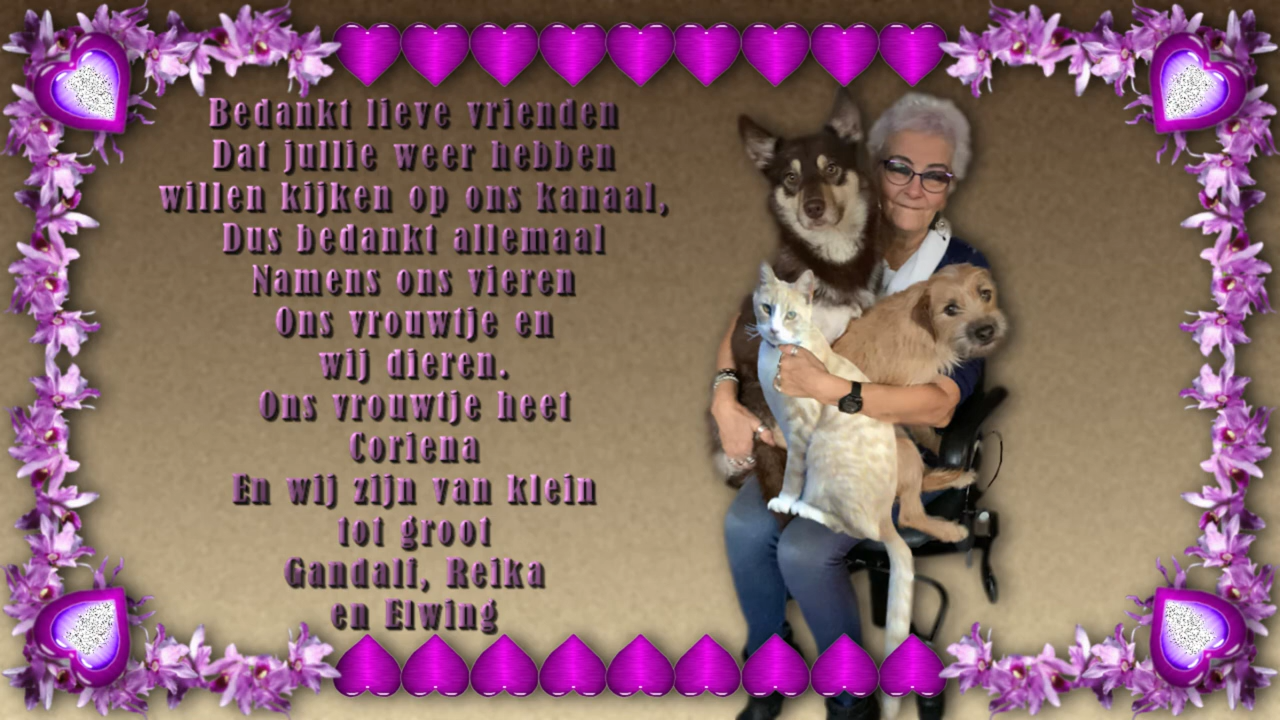 Bedankt lieve vrienden
Dat jullie weer hebben
willen kijken op ons kanaal,
Dus bedankt allemaal
Namens ons vieren
Ons vrouwtje en
wij dieren.
Ons vrouwtje heet
Coriena
En wij zijn van klein
tot groot
Gandalf, Reika
en Elwing